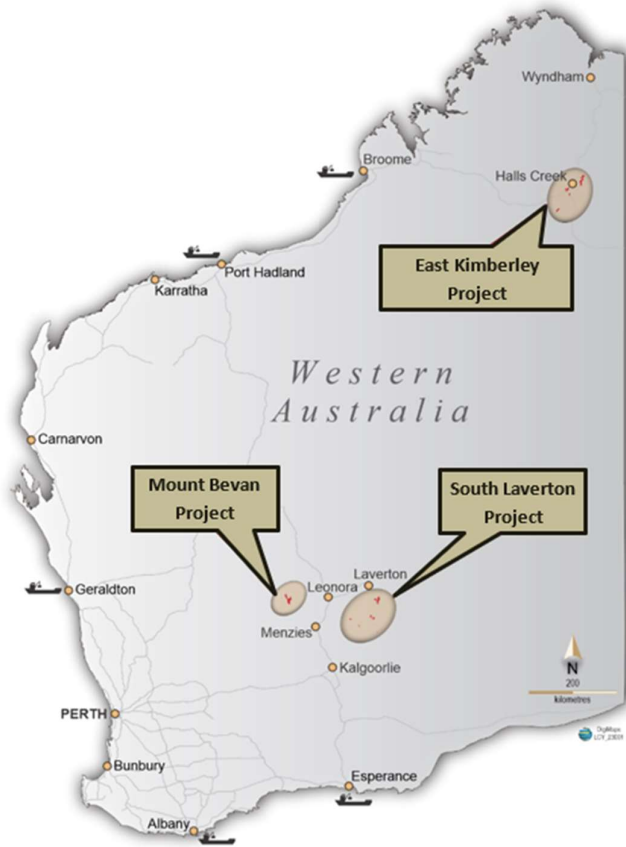 Wyndham
Broome
Halls Creek
East Kimberley
Project
Port Hadland
Karratha
Western
Australia
Carnarvon
Mount Bevan
Project
South Laverton
Project
Laverton
Leonora
Geraldton
Menzies
Kalgoorlie
N
200
kilometres
PERTH
DigiMaps
Bunbury
Esperance
Albany